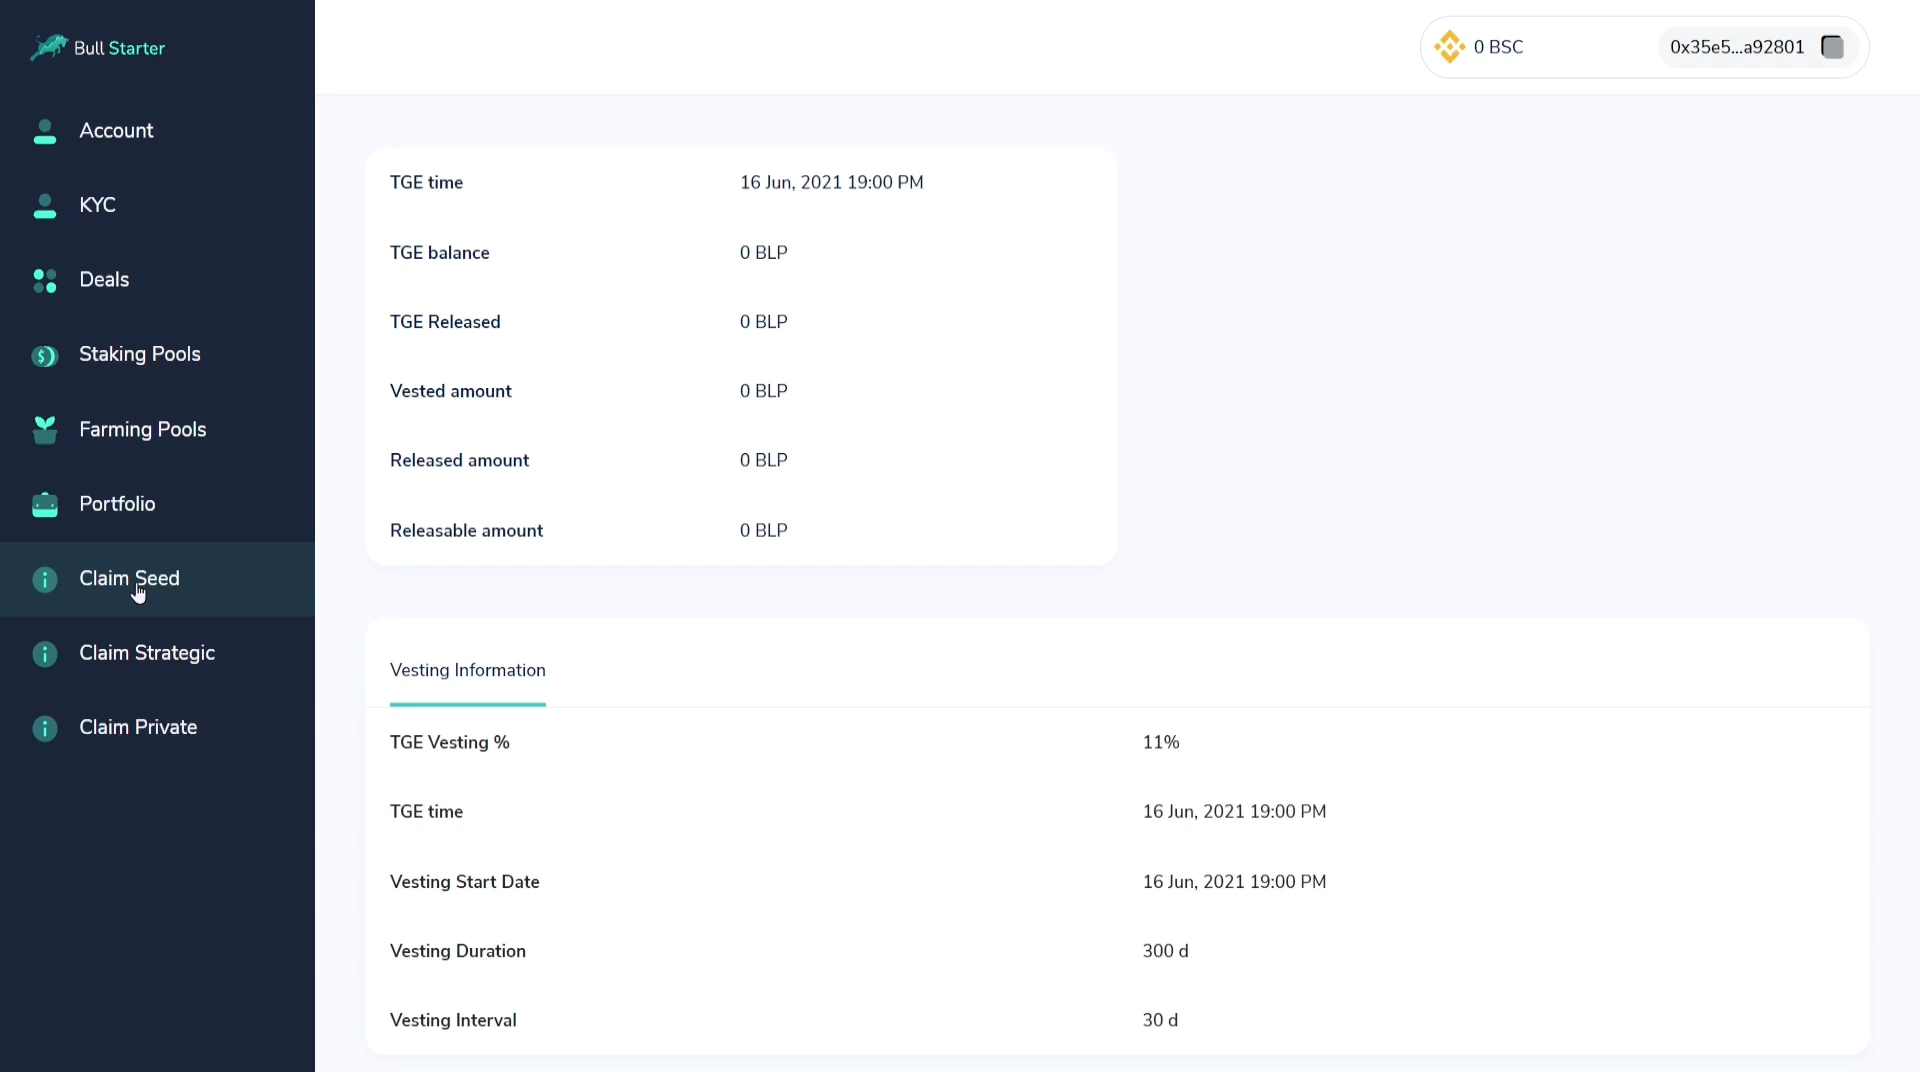 Bull Starter
0 BSC
0x35e5...a92801
Account
KYC
Deals
Staking Pools
Farming Pools
Portfolio
Claim Seed
Claim Strategic
Claim Private
TGE time 16 Jun, 2021 19:00 PM
TGE balance 0 BLP
TGE Released 0 BLP
Vested amount 0 BLP
Released amount 0 BLP
Releasable amount 0 BLP
Vesting Information
TGE Vesting % 11%
TGE time 16 Jun, 2021 19:00 PM
Vesting Start Date 16 Jun, 2021 19:00 PM
Vesting Duration 300 d
Vesting Interval 30 d